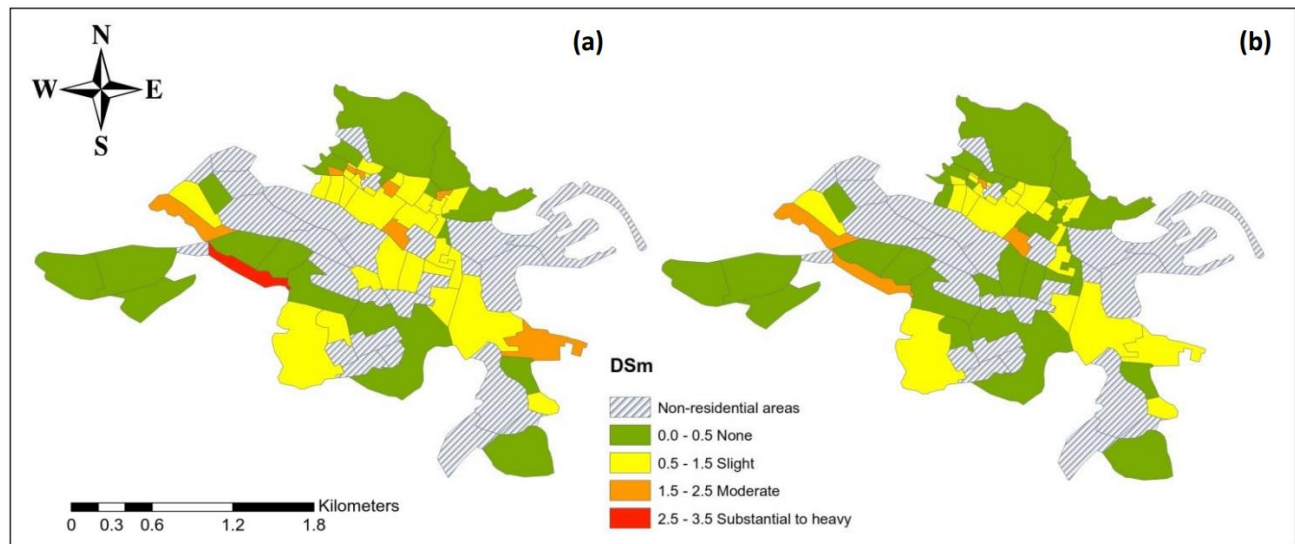 (a)
(b)
N
W E
S
DSm
Non-residential areas
0.0 - 0.5 None
0.5 - 1.5 Slight
1.5 - 2.5 Moderate
2.5 - 3.5 Substantial to heavy
Kilometers
0 0.3 0.6 1.2 1.8